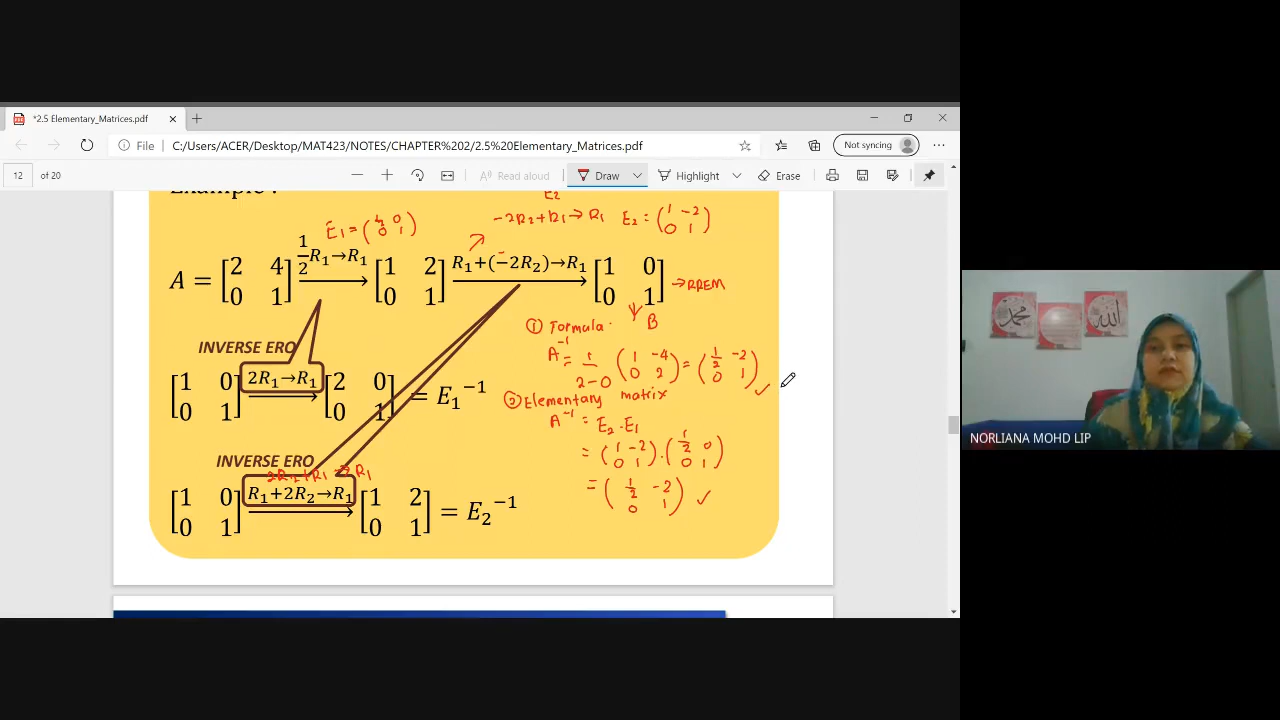 *2.5 Elementary_Matrices.pdf
File
C:/Users/ACER/Desktop/MAT423/NOTES/CHAPTER%202/2.5%20Elementary_Matrices.pdf
Not syncing
12 of 20
Read aloud
Draw
Highlight
Erase
Example :
E2
E1 = (1/2 0
0 1)
-2R2+R1 → R1 E2 = (1 -2
0 1)
A = [2 4
0 1] 1/2 R₁→R₁ [1 2
0 1] R₁+(−2R₂)→R₁ [1 0
0 1] → RREM
B
INVERSE ERO
[1 0
0 1] 2R₁→R₁ [2 0
0 1] = E₁⁻¹
INVERSE ERO
2R2+R1 → R1
[1 0
0 1] R₁+2R₂→R₁ [1 2
0 1] = E₂⁻¹
① Formula.
A⁻¹ = 1/(2-0) (1 -4
0 2) = (1/2 -2
0 1) ✓
② Elementary matrix
A⁻¹ = E2 . E1
= (1 -2
0 1) . (1/2 0
0 1)
= (1/2 -2
0 1) ✓
NORLIANA MOHD LIP